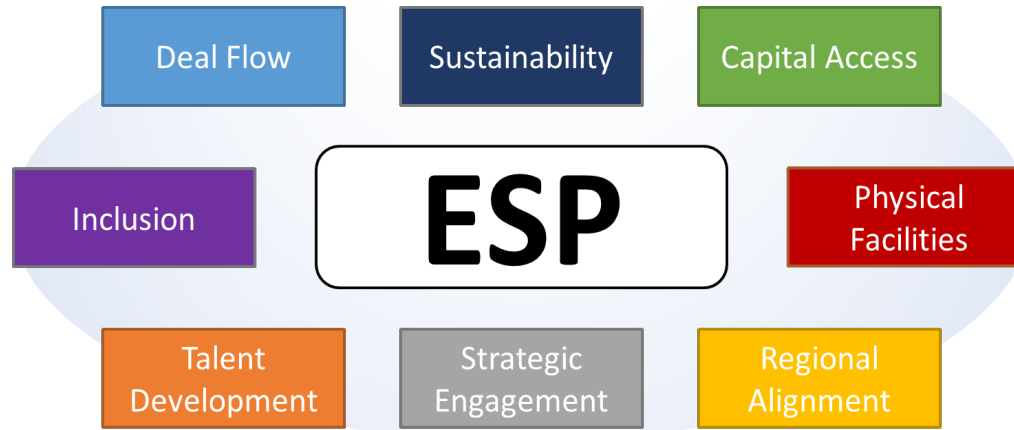 Deal Flow
Sustainability
Capital Access
Inclusion
ESP
Physical
Facilities
Talent
Development
Strategic
Engagement
Regional
Alignment